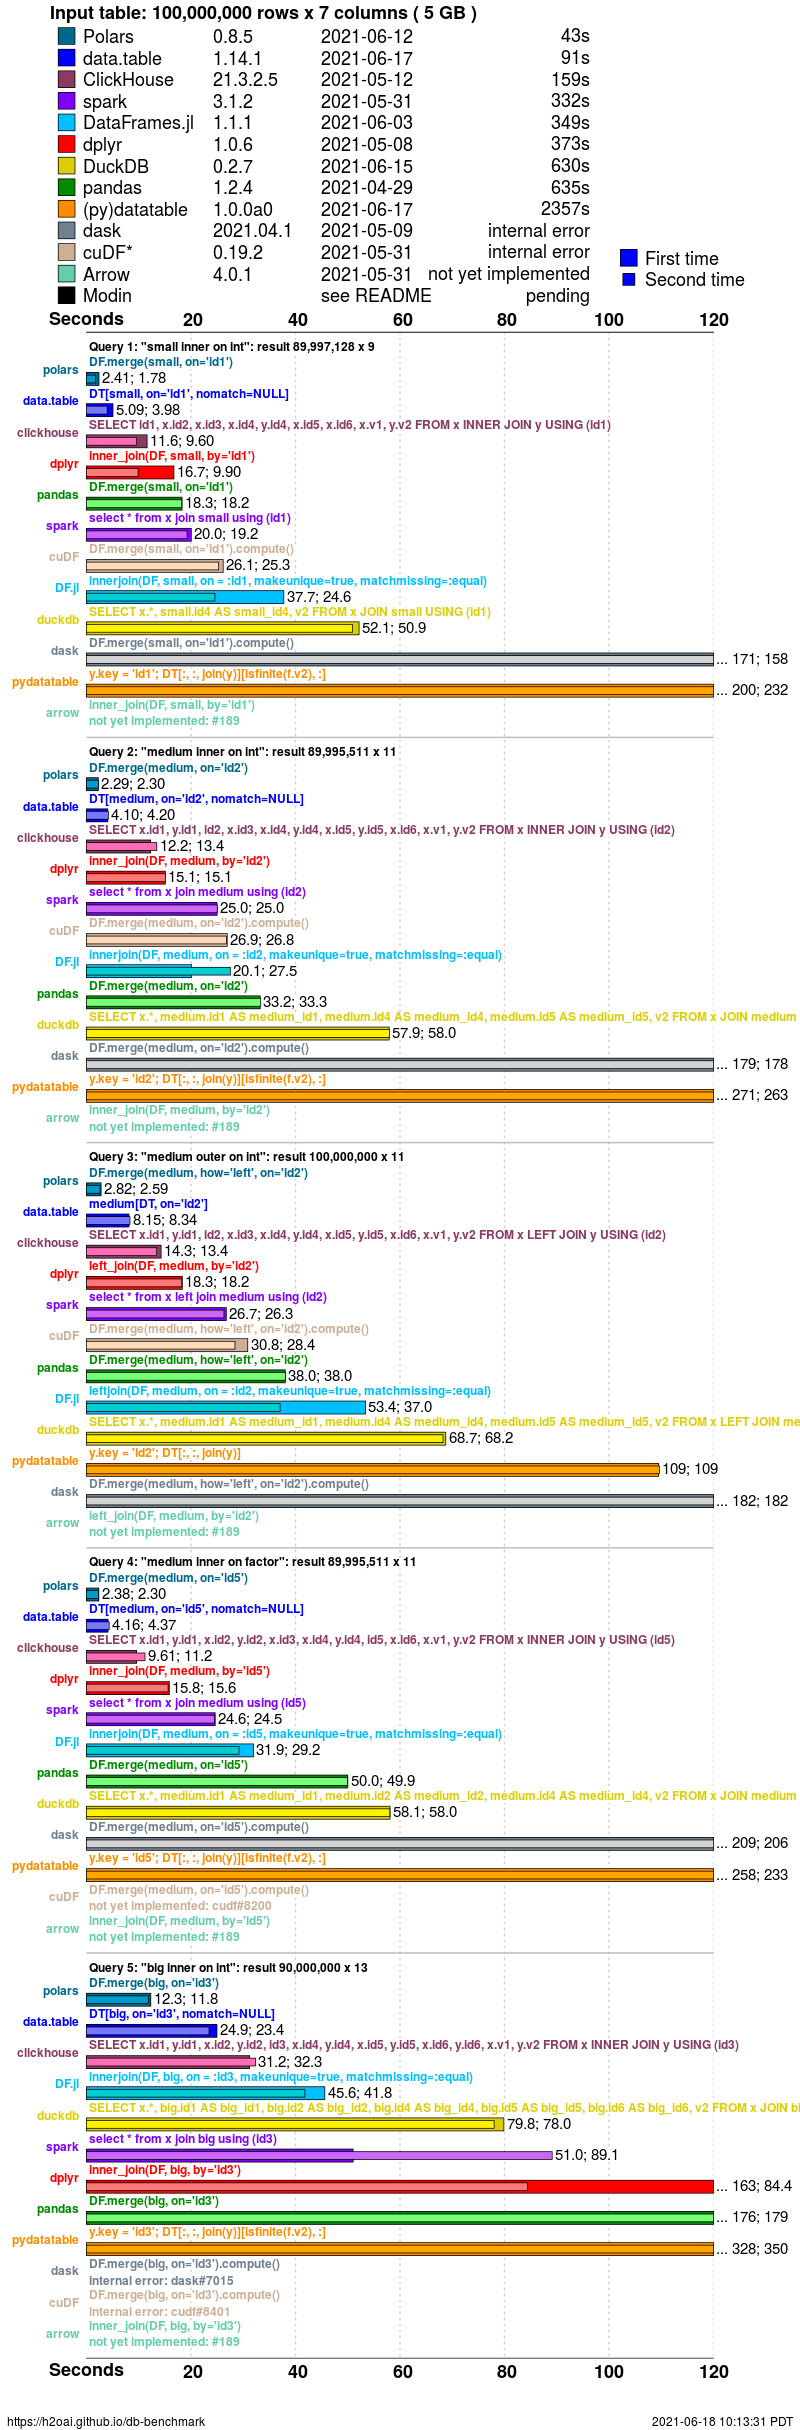 Input table: 100,000,000 rows x 7 columns ( 5 GB )
Polars 0.8.5 2021-06-12 43s
data.table 1.14.1 2021-06-17 91s
ClickHouse 21.3.2.5 2021-05-12 159s
spark 3.1.2 2021-05-31 332s
DataFrames.jl 1.1.1 2021-06-03 349s
dplyr 1.0.6 2021-05-08 373s
DuckDB 0.2.7 2021-06-15 630s
pandas 1.2.4 2021-04-29 635s
(py)datatable 1.0.0a0 2021-06-17 2357s
dask 2021.04.1 2021-05-09 internal error
cuDF* 0.19.2 2021-05-31 internal error
First time
Arrow 4.0.1 2021-05-31 not yet implemented
Second time
Modin see README pending
Seconds 20 40 60 80 100 120
Query 1: "small inner on int": result 89,997,128 x 9
DF.merge(small, on='id1')
polars 2.41; 1.78
DT[small, on='id1', nomatch=NULL]
data.table 5.09; 3.98
SELECT id1, x.id2, x.id3, x.id4, y.id4, x.id5, x.id6, x.v1, y.v2 FROM x INNER JOIN y USING (id1)
clickhouse 11.6; 9.60
inner_join(DF, small, by='id1')
dplyr 16.7; 9.90
DF.merge(small, on='id1')
pandas 18.3; 18.2
select * from x join small using (id1)
spark 20.0; 19.2
DF.merge(small, on='id1').compute()
cuDF 26.1; 25.3
innerjoin(DF, small, on = :id1, makeunique=true, matchmissing=:equal)
DF.jl 37.7; 24.6
SELECT x.*, small.id4 AS small_id4, v2 FROM x JOIN small USING (id1)
duckdb 52.1; 50.9
DF.merge(small, on='id1').compute()
dask ... 171; 158
y.key = 'id1'; DT[:, :, join(y)][isfinite(f.v2), :]
pydatatable ... 200; 232
inner_join(DF, small, by='id1')
arrow not yet implemented: #189
Query 2: "medium inner on int": result 89,995,511 x 11
DF.merge(medium, on='id2')
polars 2.29; 2.30
DT[medium, on='id2', nomatch=NULL]
data.table 4.10; 4.20
SELECT x.id1, y.id1, id2, x.id3, x.id4, y.id4, x.id5, y.id5, x.id6, x.v1, y.v2 FROM x INNER JOIN y USING (id2)
clickhouse 12.2; 13.4
inner_join(DF, medium, by='id2')
dplyr 15.1; 15.1
select * from x join medium using (id2)
spark 25.0; 25.0
DF.merge(medium, on='id2').compute()
cuDF 26.9; 26.8
innerjoin(DF, medium, on = :id2, makeunique=true, matchmissing=:equal)
DF.jl 20.1; 27.5
DF.merge(medium, on='id2')
pandas 33.2; 33.3
SELECT x.*, medium.id1 AS medium_id1, medium.id4 AS medium_id4, medium.id5 AS medium_id5, v2 FROM x JOIN medium
duckdb 57.9; 58.0
DF.merge(medium, on='id2').compute()
dask ... 179; 178
y.key = 'id2'; DT[:, :, join(y)][isfinite(f.v2), :]
pydatatable ... 271; 263
inner_join(DF, medium, by='id2')
arrow not yet implemented: #189
Query 3: "medium outer on int": result 100,000,000 x 11
DF.merge(medium, how='left', on='id2')
polars 2.82; 2.59
medium[DT, on='id2']
data.table 8.15; 8.34
SELECT x.id1, y.id1, id2, x.id3, x.id4, y.id4, x.id5, y.id5, x.id6, x.v1, y.v2 FROM x LEFT JOIN y USING (id2)
clickhouse 14.3; 13.4
left_join(DF, medium, by='id2')
dplyr 18.3; 18.2
select * from x left join medium using (id2)
spark 26.7; 26.3
DF.merge(medium, how='left', on='id2').compute()
cuDF 30.8; 28.4
DF.merge(medium, how='left', on='id2')
pandas 38.0; 38.0
leftjoin(DF, medium, on = :id2, makeunique=true, matchmissing=:equal)
DF.jl 53.4; 37.0
SELECT x.*, medium.id1 AS medium_id1, medium.id4 AS medium_id4, medium.id5 AS medium_id5, v2 FROM x LEFT JOIN me
duckdb 68.7; 68.2
y.key = 'id2'; DT[:, :, join(y)]
pydatatable 109; 109
DF.merge(medium, how='left', on='id2').compute()
dask ... 182; 182
left_join(DF, medium, by='id2')
arrow not yet implemented: #189
Query 4: "medium inner on factor": result 89,995,511 x 11
DF.merge(medium, on='id5')
polars 2.38; 2.30
DT[medium, on='id5', nomatch=NULL]
data.table 4.16; 4.37
SELECT x.id1, y.id1, x.id2, y.id2, x.id3, x.id4, y.id4, id5, x.id6, x.v1, y.v2 FROM x INNER JOIN y USING (id5)
clickhouse 9.61; 11.2
inner_join(DF, medium, by='id5')
dplyr 15.8; 15.6
select * from x join medium using (id5)
spark 24.6; 24.5
innerjoin(DF, medium, on = :id5, makeunique=true, matchmissing=:equal)
DF.jl 31.9; 29.2
DF.merge(medium, on='id5')
pandas 50.0; 49.9
SELECT x.*, medium.id1 AS medium_id1, medium.id2 AS medium_id2, medium.id4 AS medium_id4, v2 FROM x JOIN medium
duckdb 58.1; 58.0
DF.merge(medium, on='id5').compute()
dask ... 209; 206
y.key = 'id5'; DT[:, :, join(y)][isfinite(f.v2), :]
pydatatable ... 258; 233
DF.merge(medium, on='id5').compute()
cuDF not yet implemented: cudf#8200
inner_join(DF, medium, by='id5')
arrow not yet implemented: #189
Query 5: "big inner on int": result 90,000,000 x 13
DF.merge(big, on='id3')
polars 12.3; 11.8
DT[big, on='id3', nomatch=NULL]
data.table 24.9; 23.4
SELECT x.id1, y.id1, x.id2, y.id2, id3, x.id4, y.id4, x.id5, y.id5, x.id6, y.id6, x.v1, y.v2 FROM x INNER JOIN y USING (id3)
clickhouse 31.2; 32.3
innerjoin(DF, big, on = :id3, makeunique=true, matchmissing=:equal)
DF.jl 45.6; 41.8
SELECT x.*, big.id1 AS big_id1, big.id2 AS big_id2, big.id4 AS big_id4, big.id5 AS big_id5, big.id6 AS big_id6, v2 FROM x JOIN bi
duckdb 79.8; 78.0
select * from x join big using (id3)
spark 51.0; 89.1
inner_join(DF, big, by='id3')
dplyr ... 163; 84.4
DF.merge(big, on='id3')
pandas ... 176; 179
y.key = 'id3'; DT[:, :, join(y)][isfinite(f.v2), :]
pydatatable ... 328; 350
DF.merge(big, on='id3').compute()
dask internal error: dask#7015
DF.merge(big, on='id3').compute()
cuDF internal error: cudf#8401
inner_join(DF, big, by='id3')
arrow not yet implemented: #189
Seconds 20 40 60 80 100 120
https://h2oai.github.io/db-benchmark 2021-06-18 10:13:31 PDT